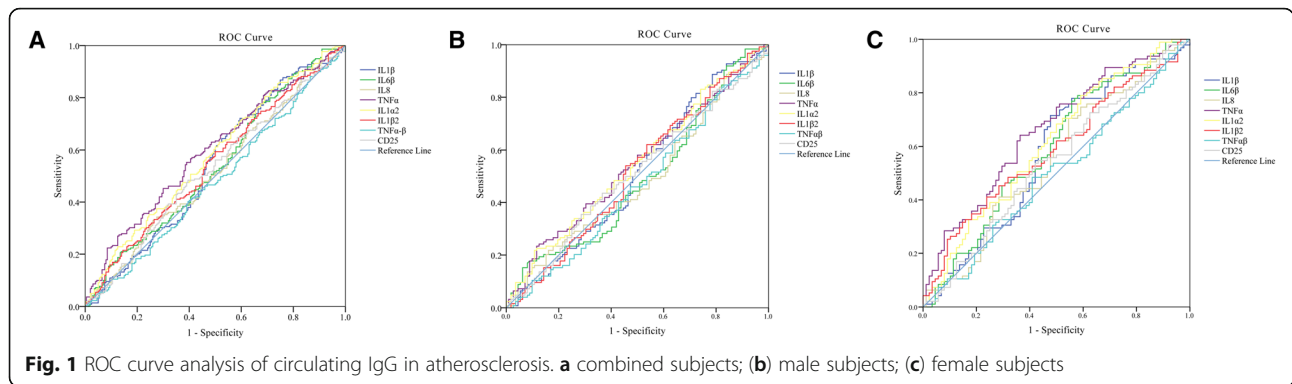 A
ROC Curve
Sensitivity
1.0
0.8
0.6
0.4
0.2
0.0
0.0 0.2 0.4 0.6 0.8 1.0
1 - Specificity
IL1β
IL6β
IL8
TNFα
IL1α2
IL1β2
TNFα-β
CD25
Reference Line
B
ROC Curve
Sensitivity
1.0
0.8
0.6
0.4
0.2
0.0
0.0 0.2 0.4 0.6 0.8 1.0
1 - Specificity
IL1β
IL6β
IL8
TNFα
IL1α2
IL1β2
TNFαβ
CD25
Reference Line
C
ROC Curve
Sensitivity
1.0
0.8
0.6
0.4
0.2
0.0
0.0 0.2 0.4 0.6 0.8 1.0
1 - Specificity
IL1β
IL6β
IL8
TNFα
IL1α2
IL1β2
TNFαβ
CD25
Reference Line
Fig. 1 ROC curve analysis of circulating IgG in atherosclerosis. a combined subjects; (b) male subjects; (c) female subjects